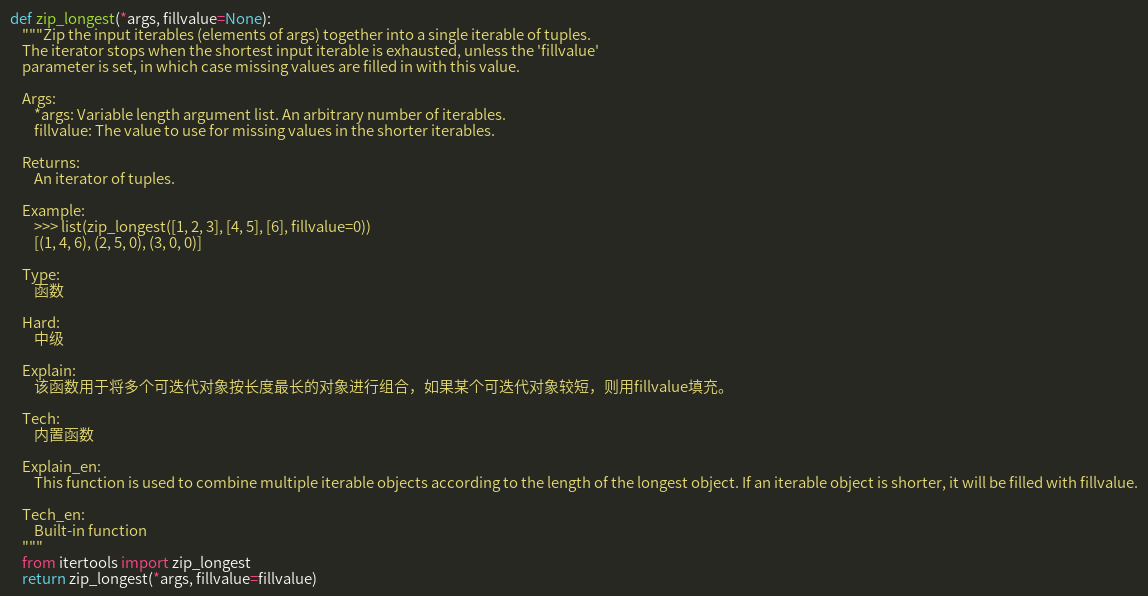 def zip_longest(*args, fillvalue=None):
"""Zip the input iterables (elements of args) together into a single iterable of tuples.
The iterator stops when the shortest input iterable is exhausted, unless the 'fillvalue'
parameter is set, in which case missing values are filled in with this value.
Args:
*args: Variable length argument list. An arbitrary number of iterables.
fillvalue: The value to use for missing values in the shorter iterables.
Returns:
An iterator of tuples.
Example:
>>> list(zip_longest([1, 2, 3], [4, 5], [6], fillvalue=0))
[(1, 4, 6), (2, 5, 0), (3, 0, 0)]
Type:
函数
Hard:
中级
Explain:
该函数用于将多个可迭代对象按长度最长的对象进行组合，如果某个可迭代对象较短，则用fillvalue填充。
Tech:
内置函数
Explain_en:
This function is used to combine multiple iterable objects according to the length of the longest object. If an iterable object is shorter, it will be filled with fillvalue.
Tech_en:
Built-in function
"""
from itertools import zip_longest
return zip_longest(*args, fillvalue=fillvalue)